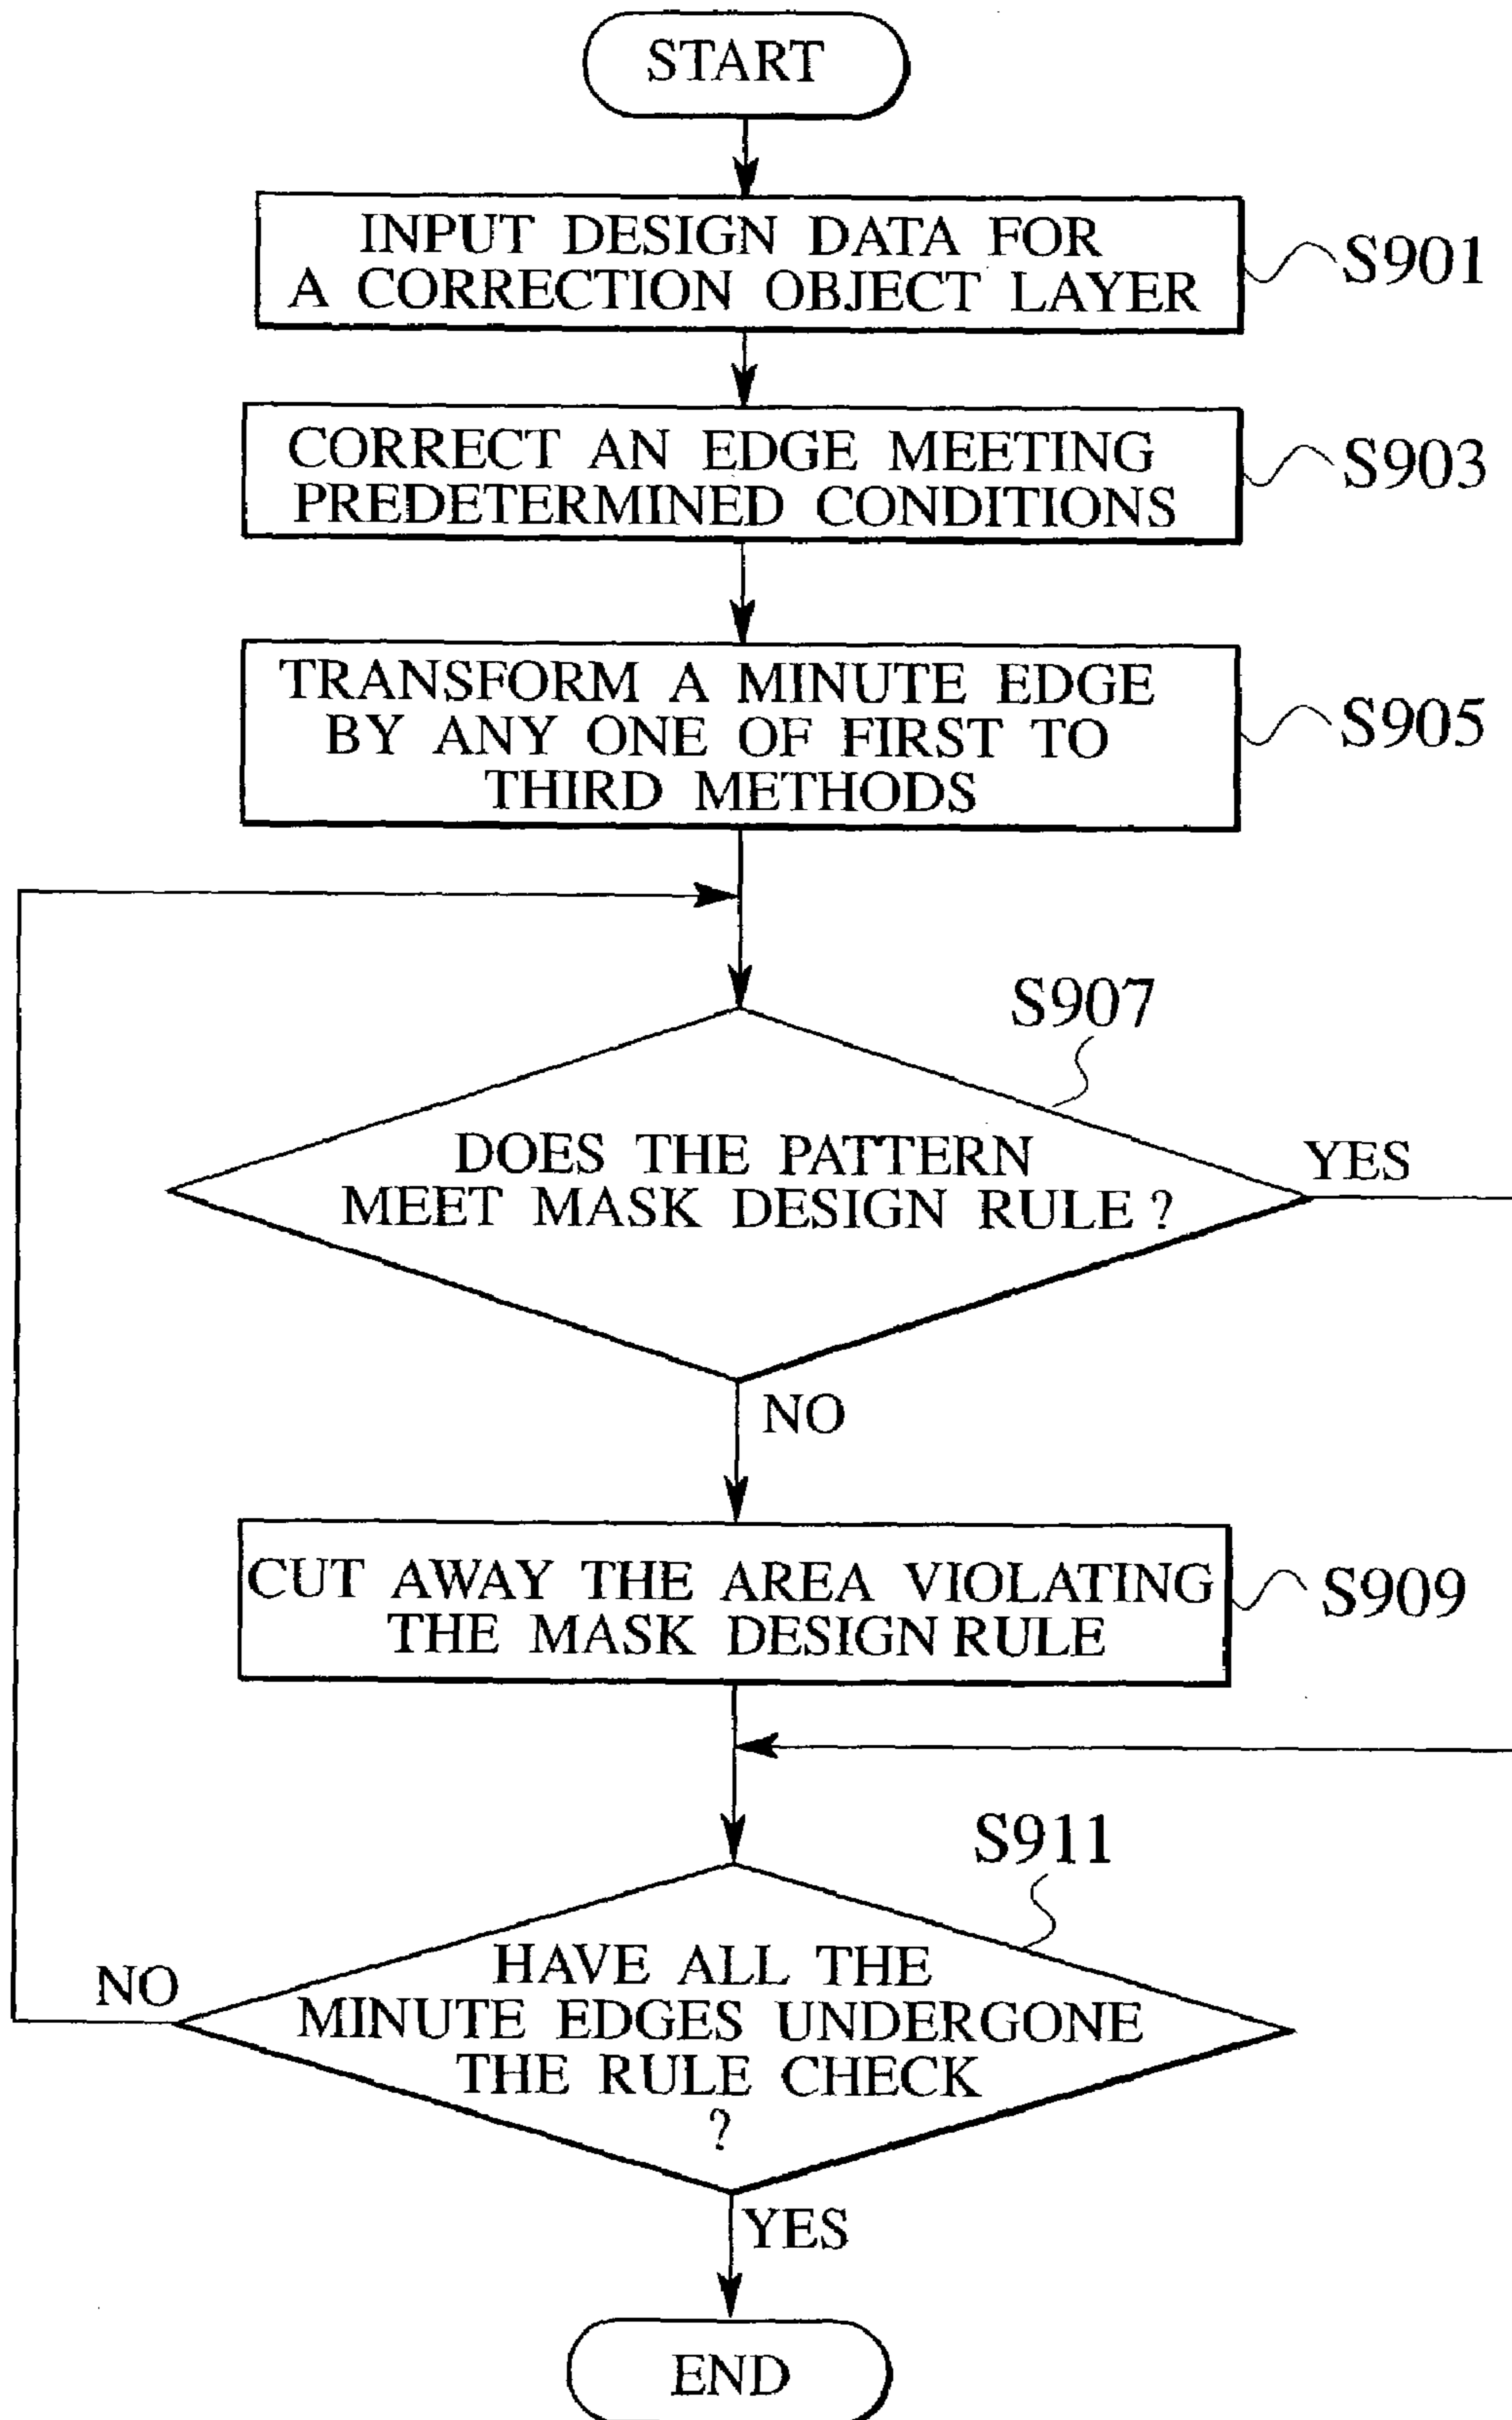 START
INPUT DESIGN DATA FOR
A CORRECTION OBJECT LAYER
S901
CORRECT AN EDGE MEETING
PREDETERMINED CONDITIONS
S903
TRANSFORM A MINUTE EDGE
BY ANY ONE OF FIRST TO
THIRD METHODS
S905
S907
DOES THE PATTERN
MEET MASK DESIGN RULE ?
YES
NO
CUT AWAY THE AREA VIOLATING
THE MASK DESIGN RULE
S909
S911
HAVE ALL THE
MINUTE EDGES UNDERGONE
THE RULE CHECK
?
NO
YES
END